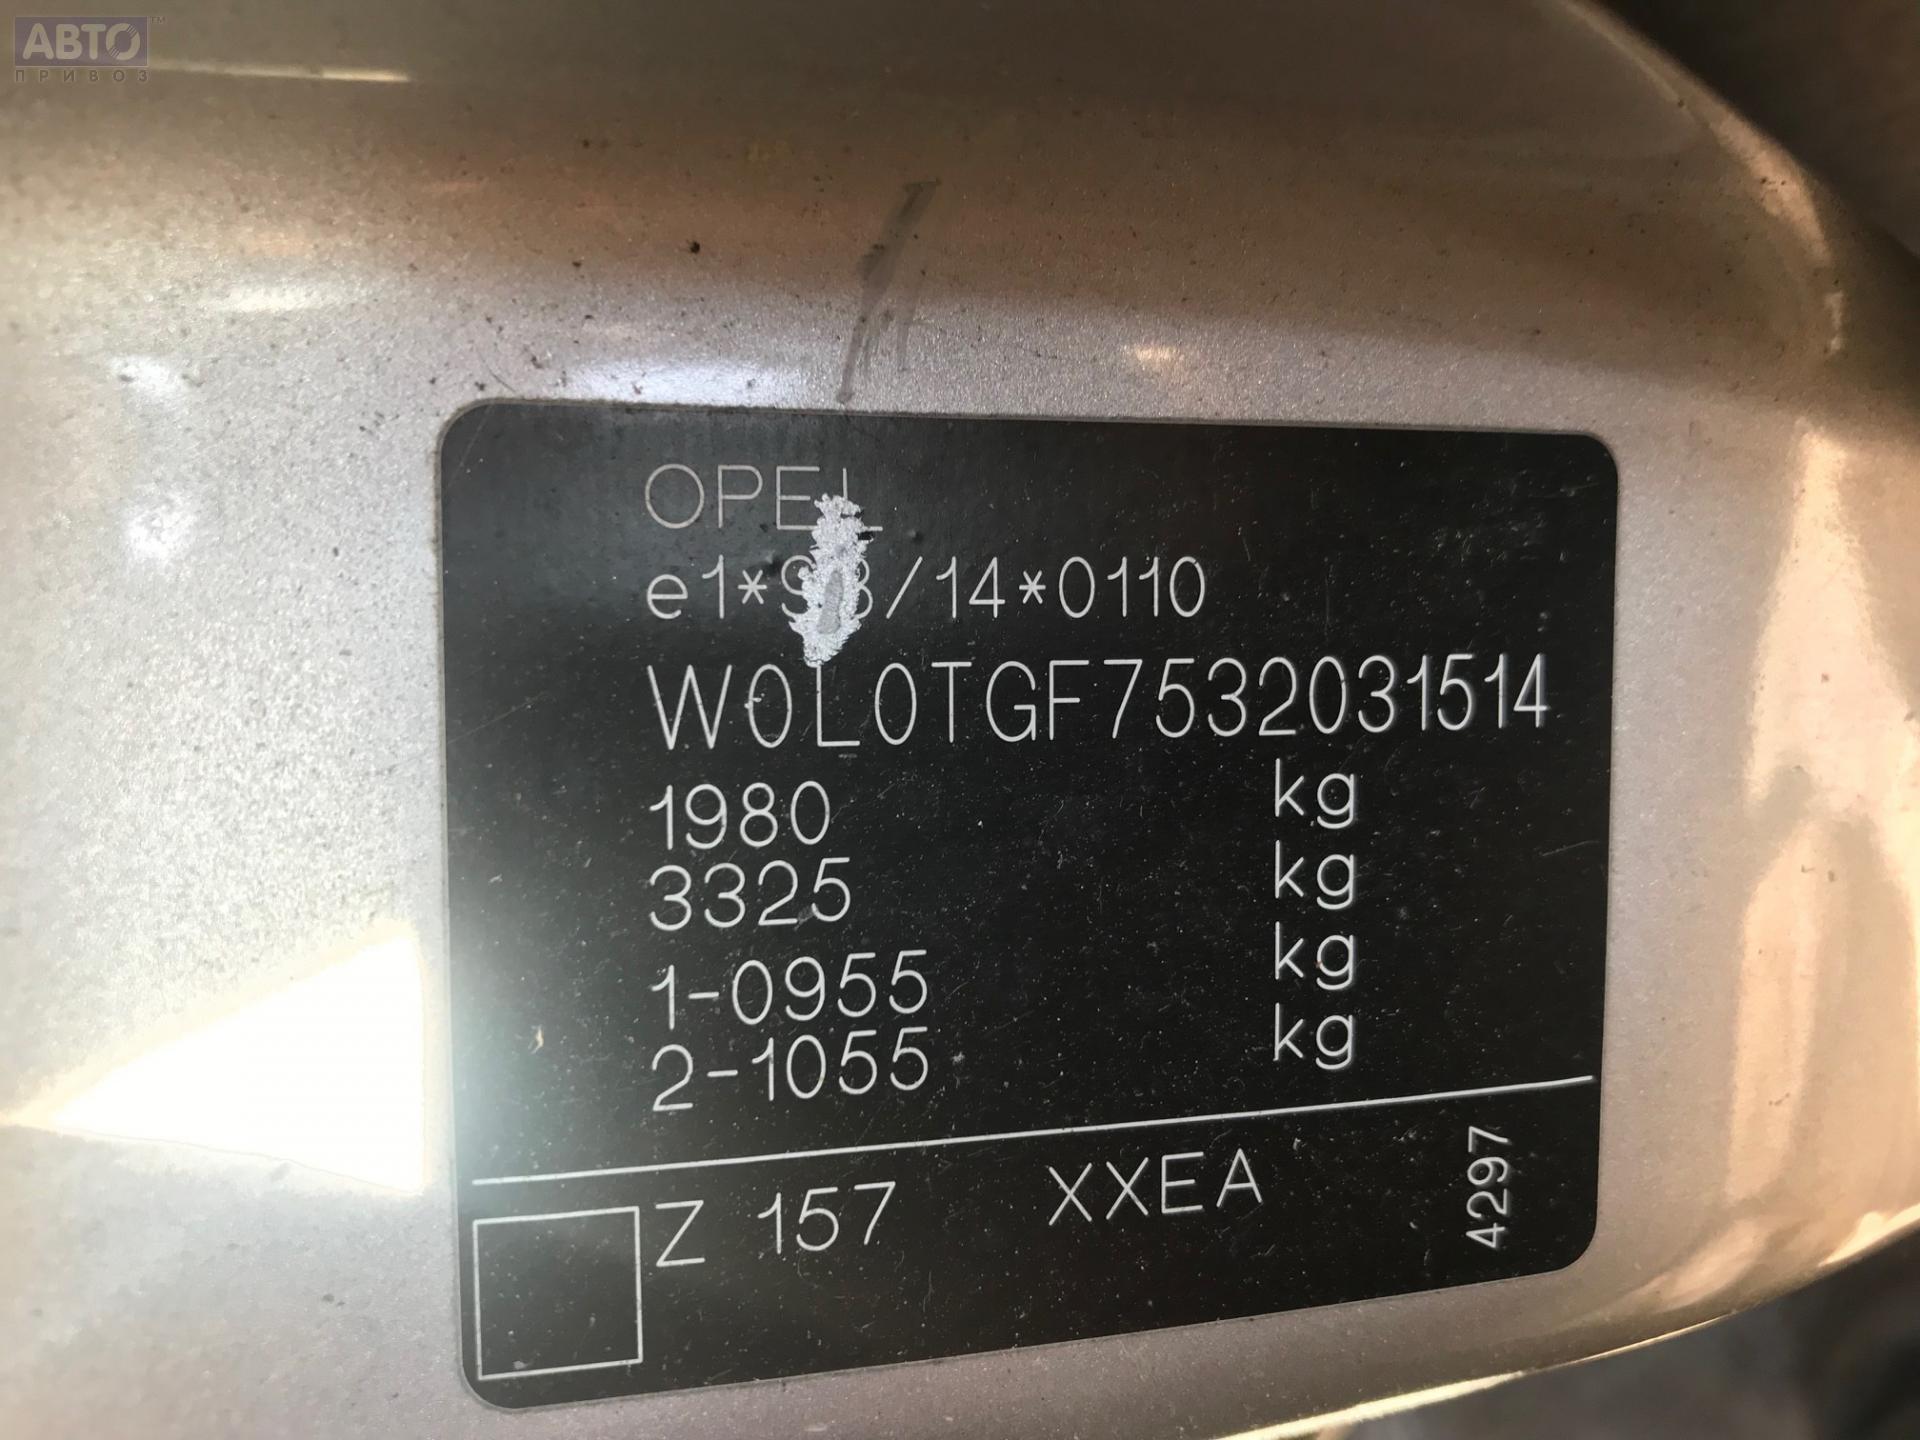 АВТО™
ПРИВОЗ
OPEL
e1*98/14*0110
W0L0TGF7532031514
1980 kg
3325 kg
1-0955 kg
2-1055 kg
Z 157 XXEA
4297